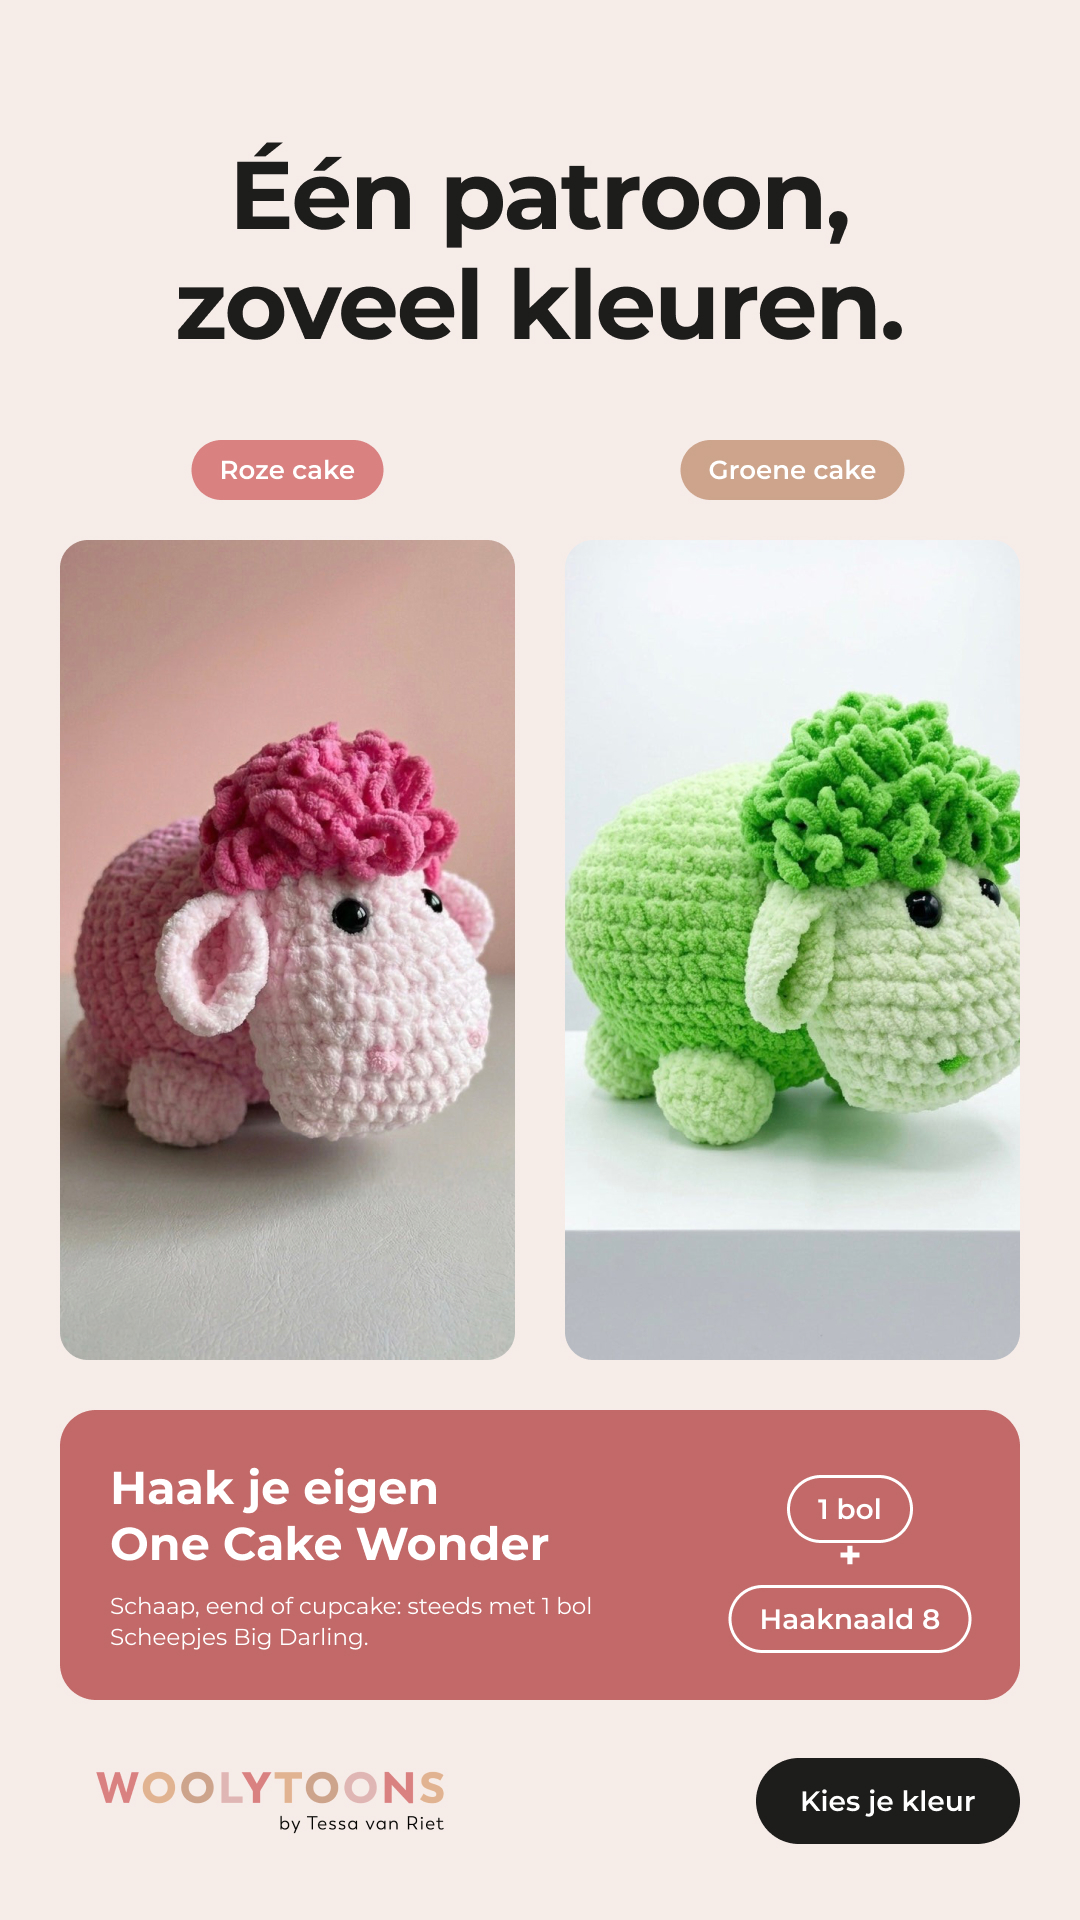 Één patroon,
zoveel kleuren.
Roze cake
Groene cake
Haak je eigen
One Cake Wonder
Schaap, eend of cupcake: steeds met 1 bol
Scheepjes Big Darling.
1 bol
+
Haaknaald 8
WOOLYTOONS
by Tessa van Riet
Kies je kleur